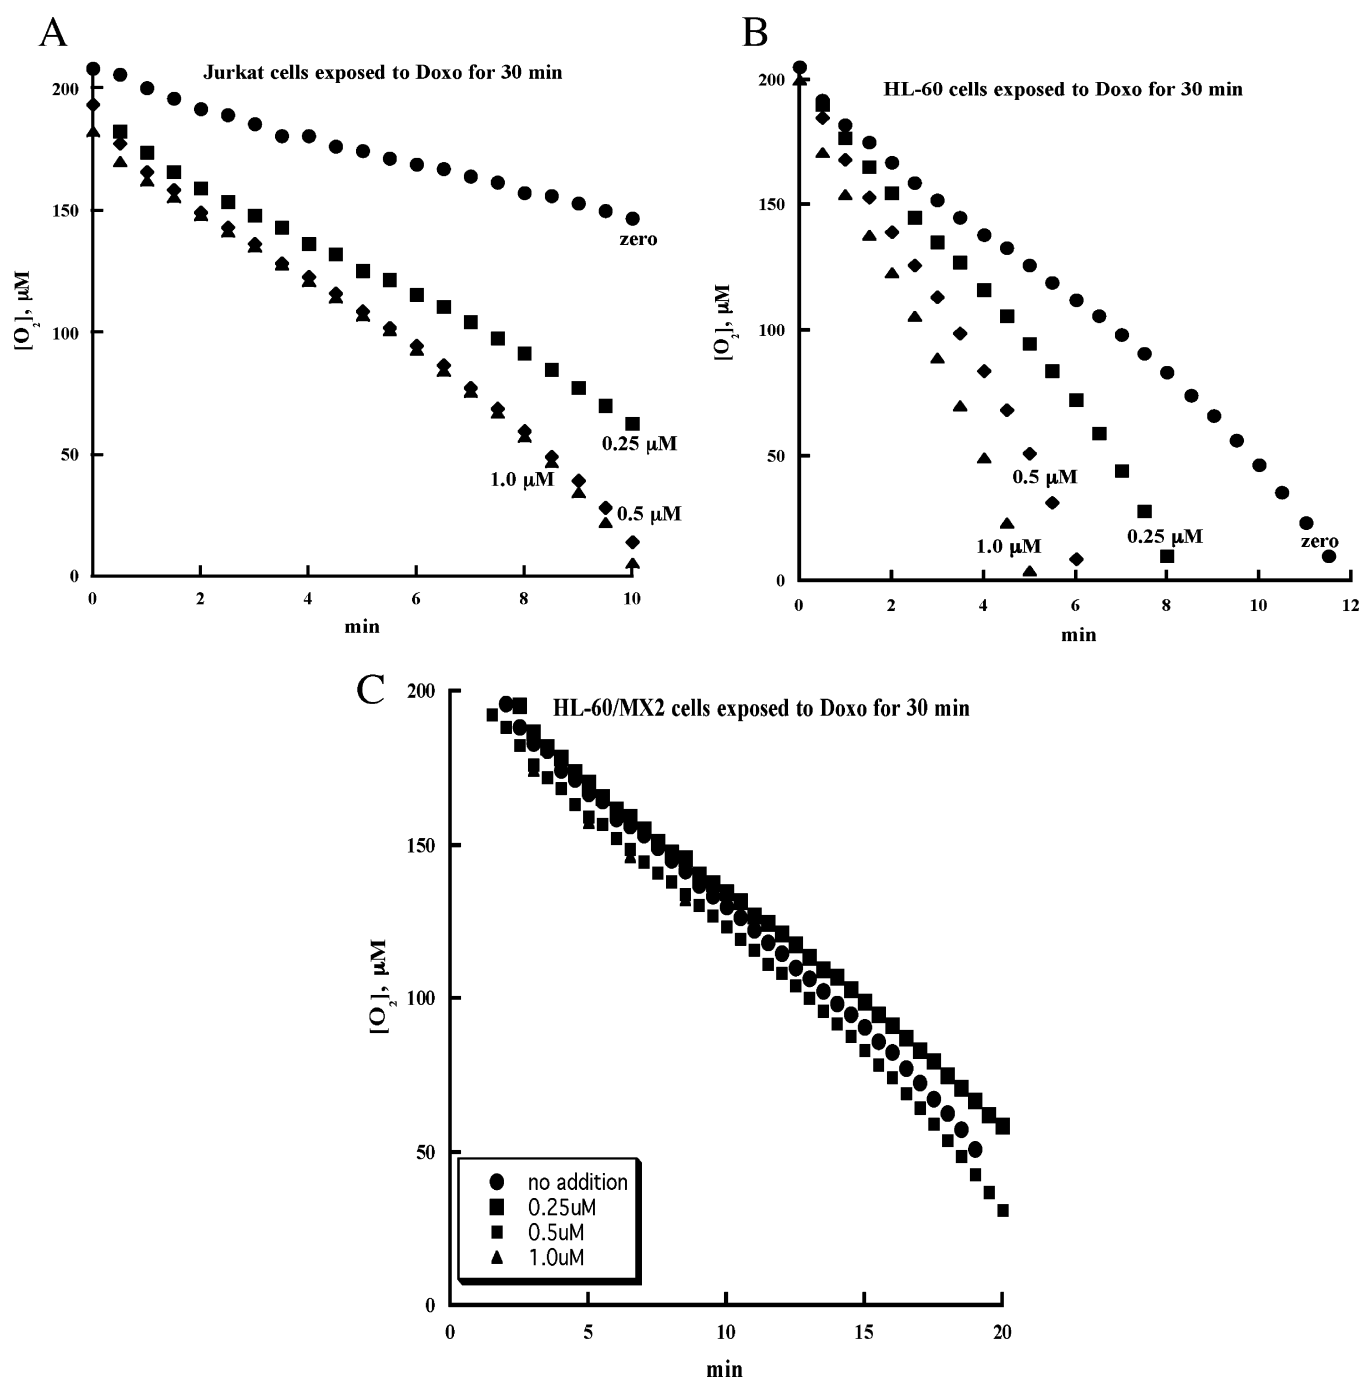 A
Jurkat cells exposed to Doxo for 30 min
200
150
100
50
0
[O₂], µM
zero
0.25 µM
1.0 µM
0.5 µM
0 2 4 6 8 10
min
B
HL-60 cells exposed to Doxo for 30 min
200
150
100
50
0
[O₂], µM
0.5 µM
0.25 µM
1.0 µM
zero
0 2 4 6 8 10 12
min
C
HL-60/MX2 cells exposed to Doxo for 30 min
200
150
100
50
0
[O₂], µM
no addition
0.25uM
0.5uM
1.0uM
0 5 10 15 20
min